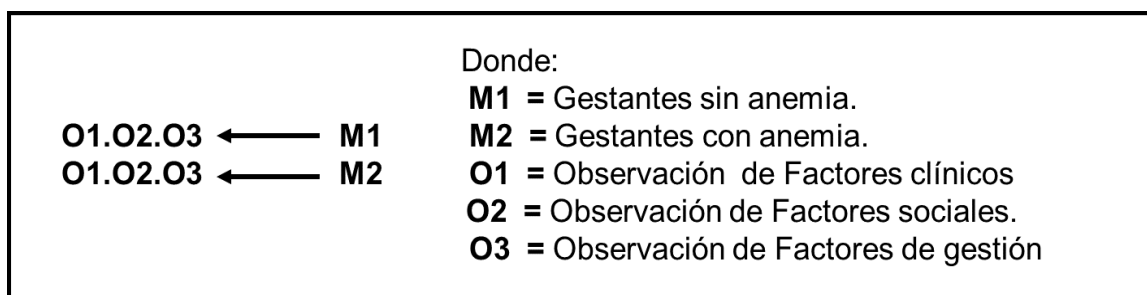 Donde:
M1 = Gestantes sin anemia.
O1.O2.O3 ← M1 M2 = Gestantes con anemia.
O1.O2.O3 ← M2 O1 = Observación de Factores clínicos
O2 = Observación de Factores sociales.
O3 = Observación de Factores de gestión